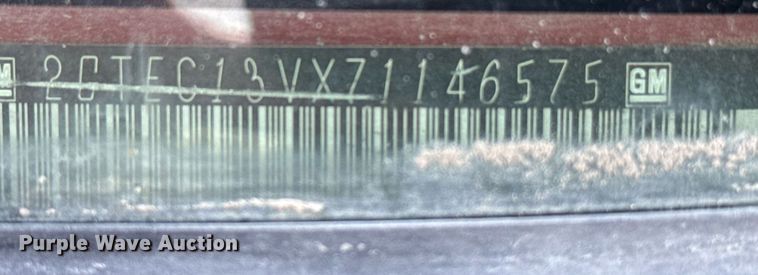 GM 2GTEC13VX71146575 GM
Purple Wave Auction